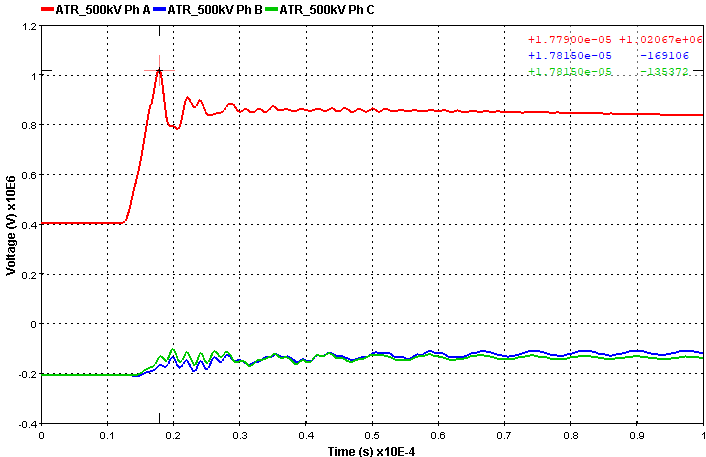 ATR_500kV Ph A ATR_500kV Ph B ATR_500kV Ph C
1.2
+1.77900e-05 +1.02067e+06
+1.78150e-05 -169106
+1.78150e-05 -135372
1
0.8
0.6
0.4
0.2
0
-0.2
-0.4
Voltage (V) x10E6
0 0.1 0.2 0.3 0.4 0.5 0.6 0.7 0.8 0.9 1
Time (s) x10E-4